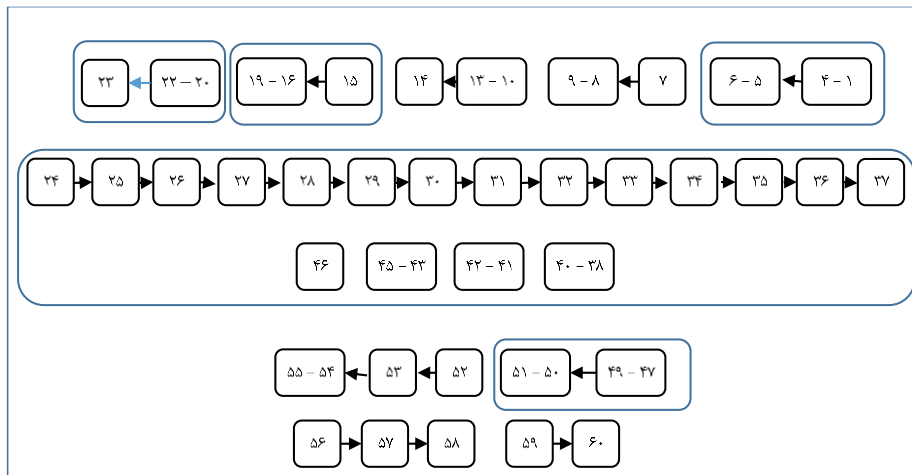 ۱ – ۴ ۵ – ۶ ۷ ۸ – ۹ ۱۰ – ۱۳ ۱۴ ۱۵ ۱۶ – ۱۹ ۲۰ – ۲۲ ۲۳
۲۴ ۲۵ ۲۶ ۲۷ ۲۸ ۲۹ ۳۰ ۳۱ ۳۲ ۳۳ ۳۴ ۳۵ ۳۶ ۳۷
۳۸ – ۴۰ ۴۱ – ۴۲ ۴۳ – ۴۵ ۴۶
۴۷ – ۴۹ ۵۰ – ۵۱ ۵۲ ۵۳ ۵۴ – ۵۵
۵۶ ۵۷ ۵۸ ۵۹ ۶۰